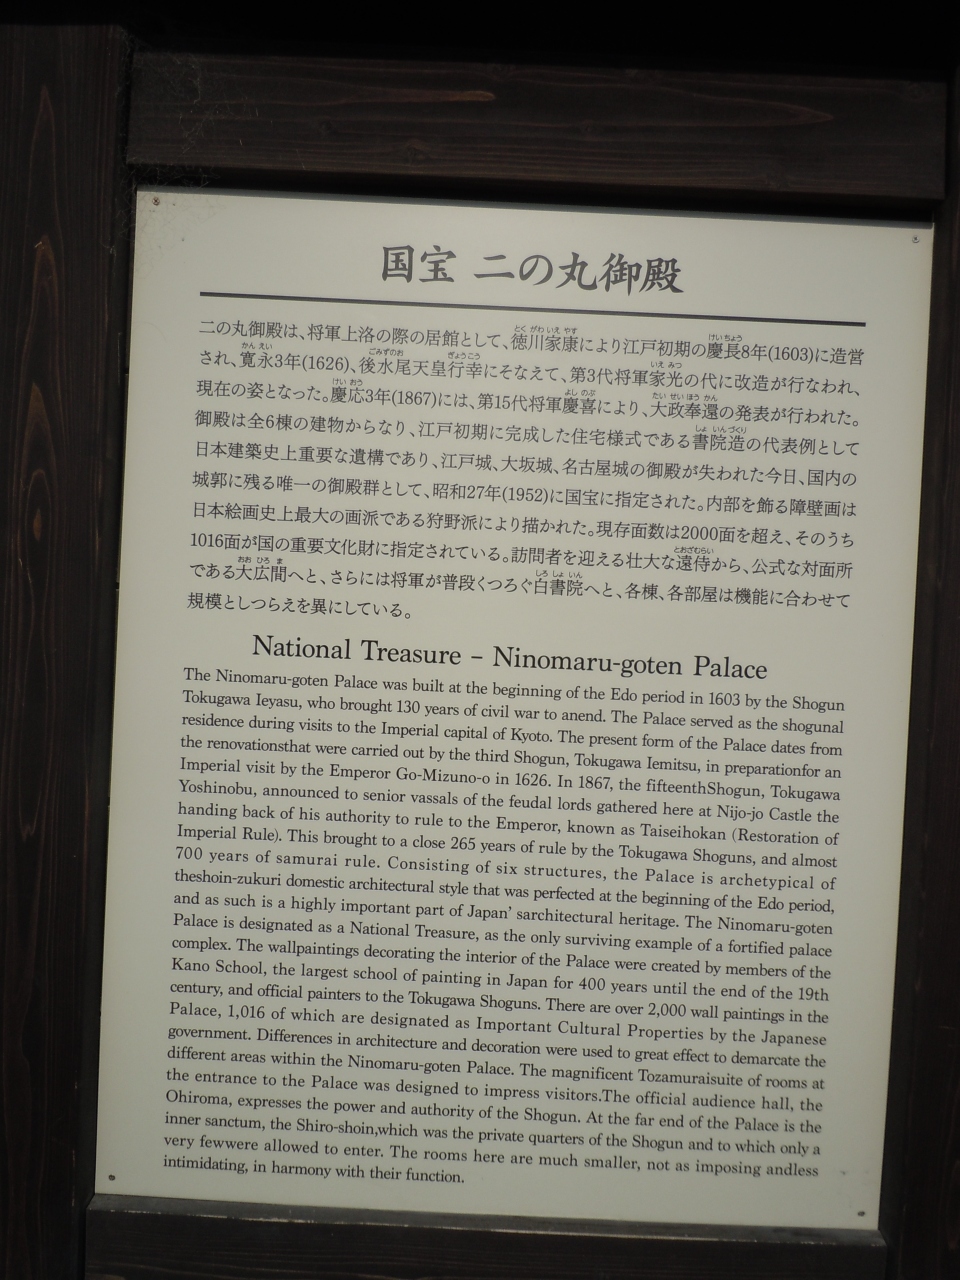 国宝 二の丸御殿
二の丸御殿は、将軍上洛の際の居館として、徳川家康により江戸初期の慶長8年(1603)に造営
され、寛永3年(1626)、後水尾天皇行幸にそなえて、第3代将軍家光の代に改造が行なわれ、
現在の姿となった。慶応3年(1867)には、第15代将軍慶喜により、大政奉還の発表が行われた。
御殿は全6棟の建物からなり、江戸初期に完成した住宅様式である書院造の代表例として
日本建築史上重要な遺構であり、江戸城、大坂城、名古屋城の御殿が失われた今日、国内の
城郭に残る唯一の御殿群として、昭和27年(1952)に国宝に指定された。内部を飾る障壁画は
日本絵画史上最大の画派である狩野派により描かれた。現存面数は2000面を超え、そのうち
1016面が国の重要文化財に指定されている。訪問者を迎える壮大な遠侍から、公式な対面所
である大広間へと、さらには将軍が普段くつろぐ白書院へと、各棟、各部屋は機能に合わせて
規模としつらえを異にしている。
National Treasure – Ninomaru-goten Palace
The Ninomaru-goten Palace was built at the beginning of the Edo period in 1603 by the Shogun
Tokugawa Ieyasu, who brought 130 years of civil war to anend. The Palace served as the shogunal
residence during visits to the Imperial capital of Kyoto. The present form of the Palace dates from
the renovationsthat were carried out by the third Shogun, Tokugawa Iemitsu, in preparationfor an
Imperial visit by the Emperor Go-Mizuno-o in 1626. In 1867, the fifteenthShogun, Tokugawa
Yoshinobu, announced to senior vassals of the feudal lords gathered here at Nijo-jo Castle the
handing back of his authority to rule to the Emperor, known as Taiseihokan (Restoration of
Imperial Rule). This brought to a close 265 years of rule by the Tokugawa Shoguns, and almost
700 years of samurai rule. Consisting of six structures, the Palace is archetypical of
theshoin-zukuri domestic architectural style that was perfected at the beginning of the Edo period,
and as such is a highly important part of Japan' sarchitectural heritage. The Ninomaru-goten
Palace is designated as a National Treasure, as the only surviving example of a fortified palace
complex. The wallpaintings decorating the interior of the Palace were created by members of the
Kano School, the largest school of painting in Japan for 400 years until the end of the 19th
century, and official painters to the Tokugawa Shoguns. There are over 2,000 wall paintings in the
Palace, 1,016 of which are designated as Important Cultural Properties by the Japanese
government. Differences in architecture and decoration were used to great effect to demarcate the
different areas within the Ninomaru-goten Palace. The magnificent Tozamuraisuite of rooms at
the entrance to the Palace was designed to impress visitors.The official audience hall, the
Ohiroma, expresses the power and authority of the Shogun. At the far end of the Palace is the
inner sanctum, the Shiro-shoin,which was the private quarters of the Shogun and to which only a
very fewwere allowed to enter. The rooms here are much smaller, not as imposing andless
intimidating, in harmony with their function.